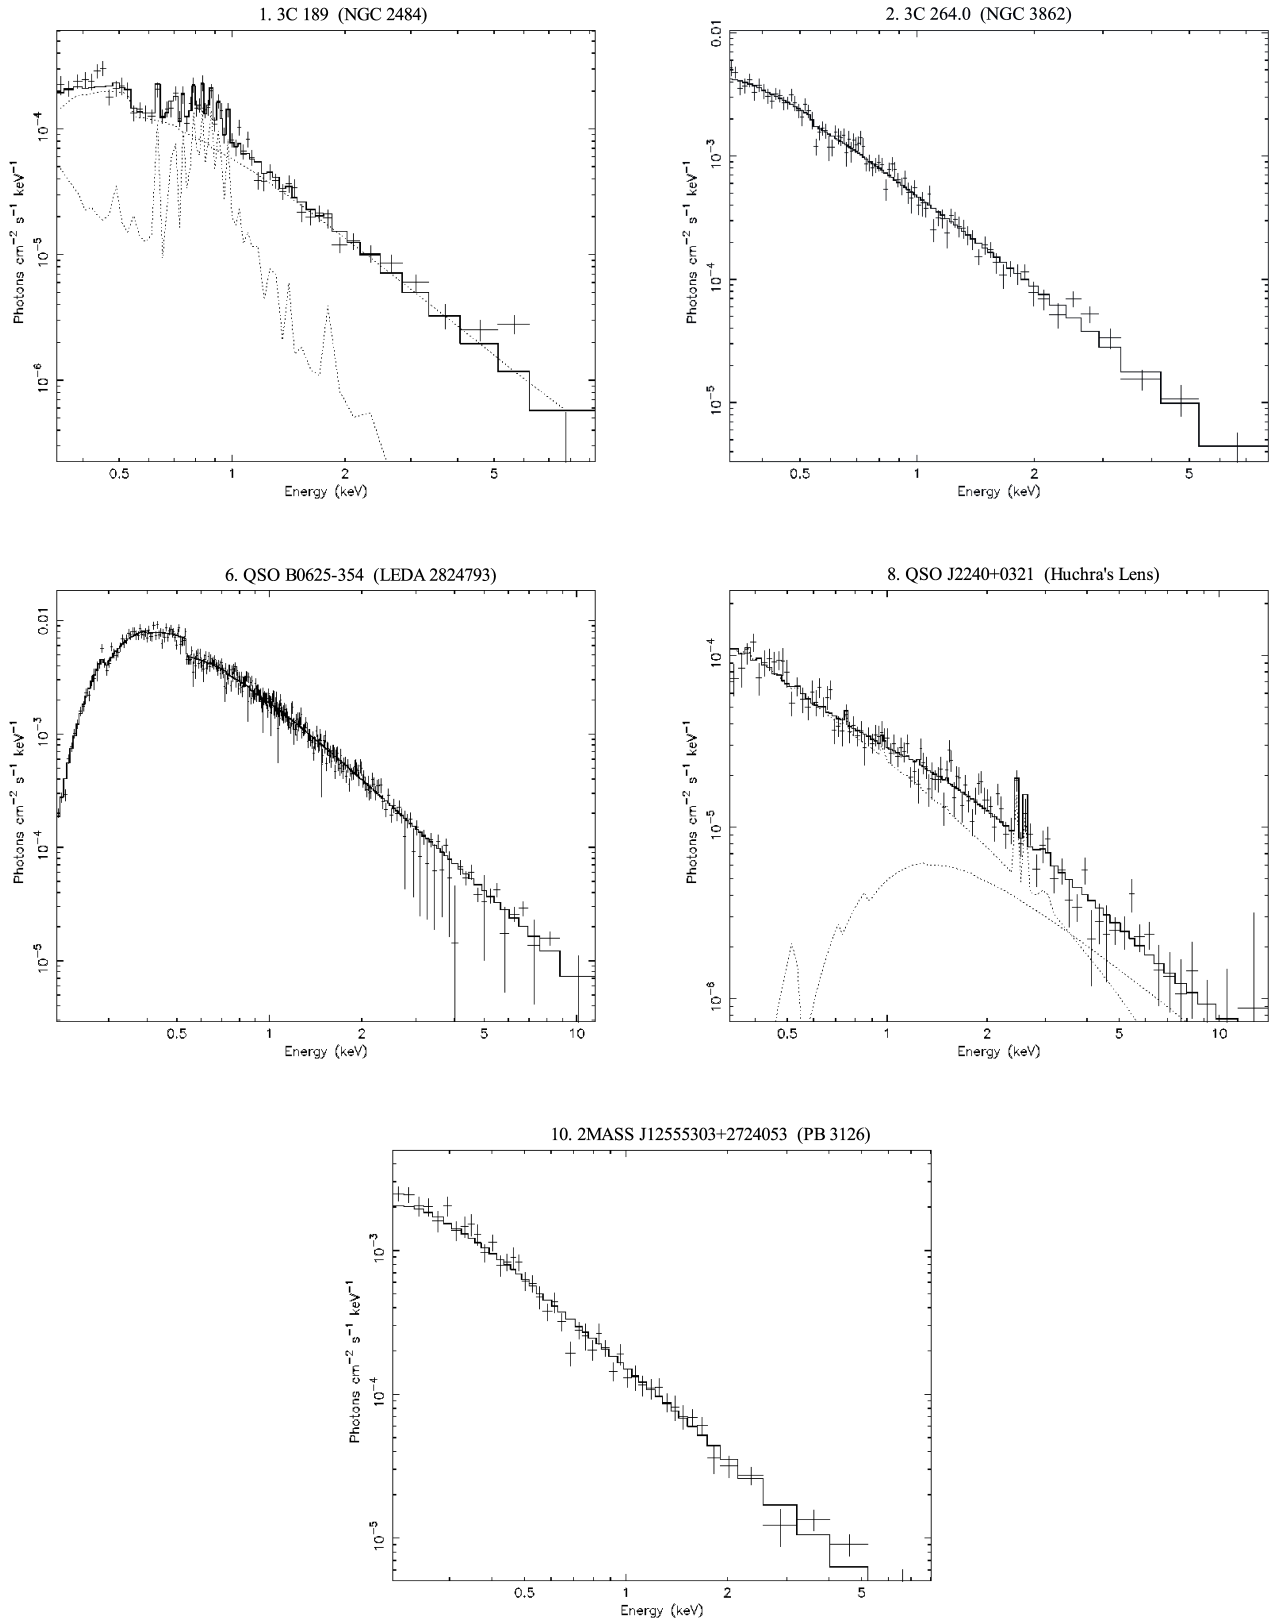 1. 3C 189 (NGC 2484)
10⁻⁴
10⁻⁵
10⁻⁶
Photons cm⁻² s⁻¹ keV⁻¹
0.5 1 2 5
Energy (keV)
2. 3C 264.0 (NGC 3862)
0.01
10⁻³
10⁻⁴
10⁻⁵
Photons cm⁻² s⁻¹ keV⁻¹
0.5 1 2 5
Energy (keV)
6. QSO B0625-354 (LEDA 2824793)
0.01
10⁻³
10⁻⁴
10⁻⁵
Photons cm⁻² s⁻¹ keV⁻¹
0.5 1 2 5 10
Energy (keV)
8. QSO J2240+0321 (Huchra's Lens)
10⁻⁴
10⁻⁵
10⁻⁶
Photons cm⁻² s⁻¹ keV⁻¹
0.5 1 2 5 10
Energy (keV)
10. 2MASS J12555303+2724053 (PB 3126)
10⁻³
10⁻⁴
10⁻⁵
Photons cm⁻² s⁻¹ keV⁻¹
0.5 1 2 5
Energy (keV)